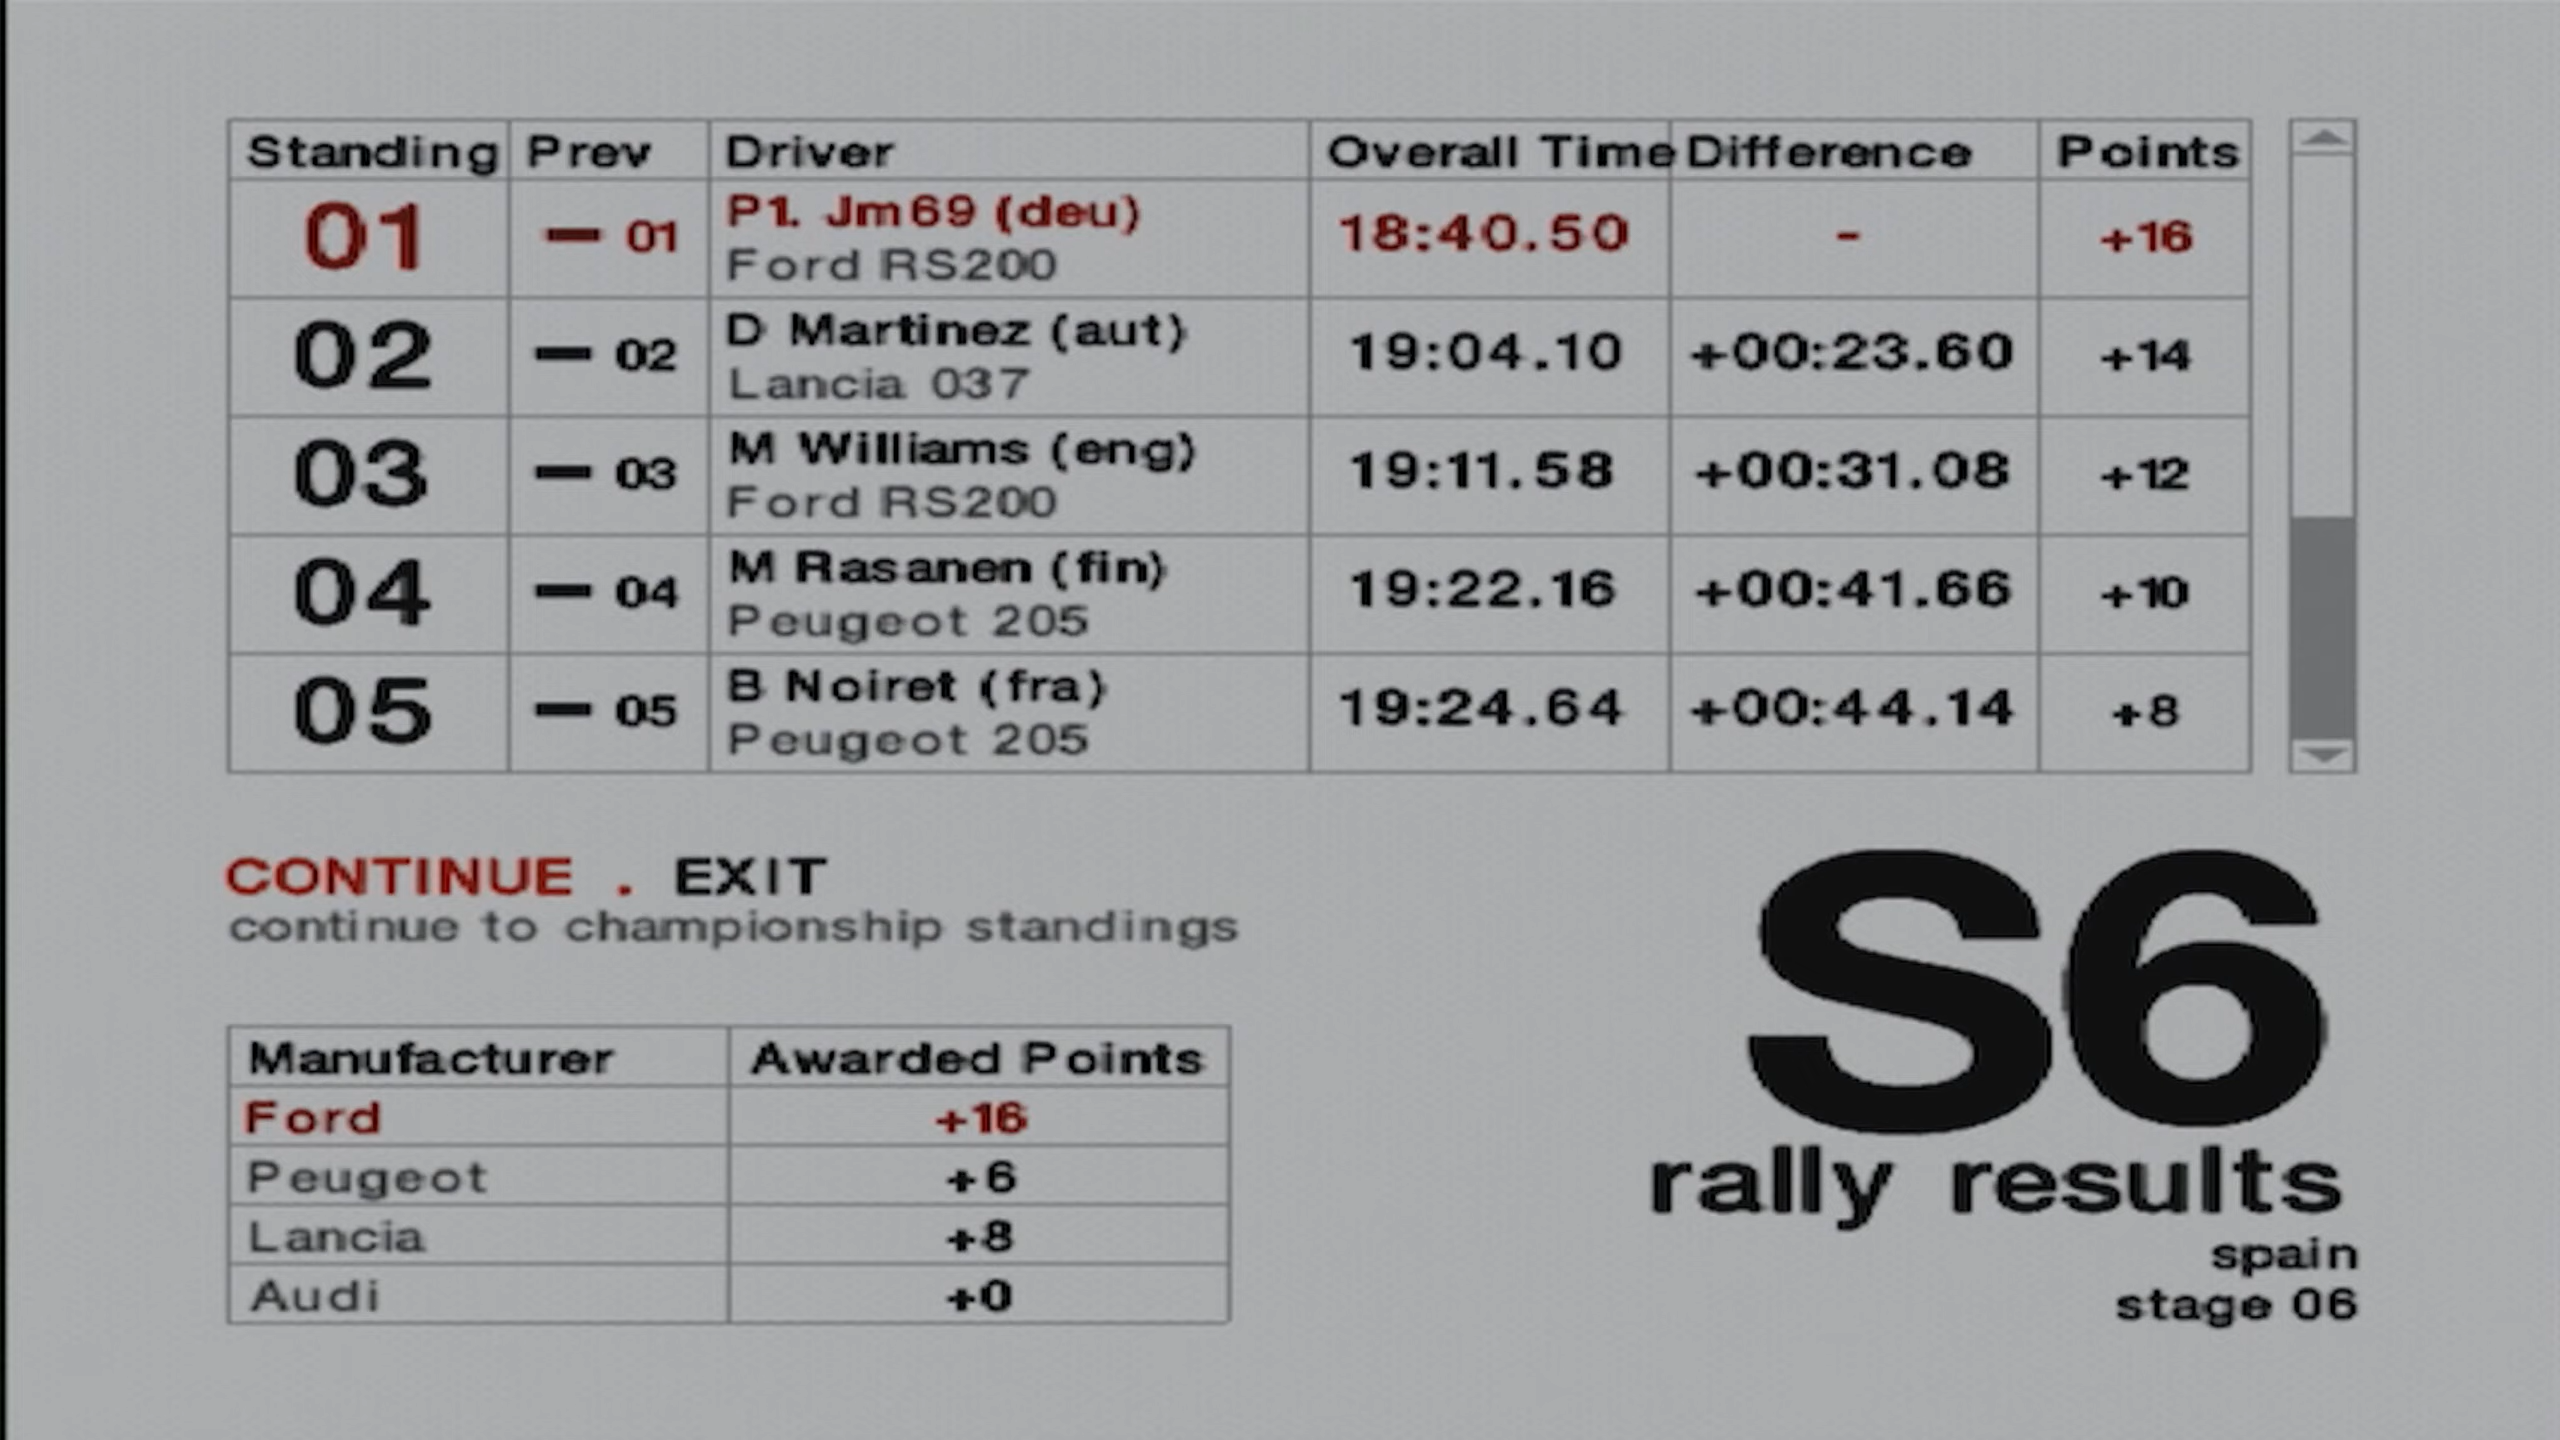 Standing Prev Driver Overall Time Difference Points
01 — 01 P1. Jm69 (deu) 18:40.50 - +16
Ford RS200
02 — 02 D Martinez (aut) 19:04.10 +00:23.60 +14
Lancia 037
03 — 03 M Williams (eng) 19:11.58 +00:31.08 +12
Ford RS200
04 — 04 M Rasanen (fin) 19:22.16 +00:41.66 +10
Peugeot 205
05 — 05 B Noiret (fra) 19:24.64 +00:44.14 +8
Peugeot 205
CONTINUE . EXIT
continue to championship standings
Manufacturer Awarded Points
Ford +16
Peugeot +6
Lancia +8
Audi +0
S6
rally results
spain
stage 06